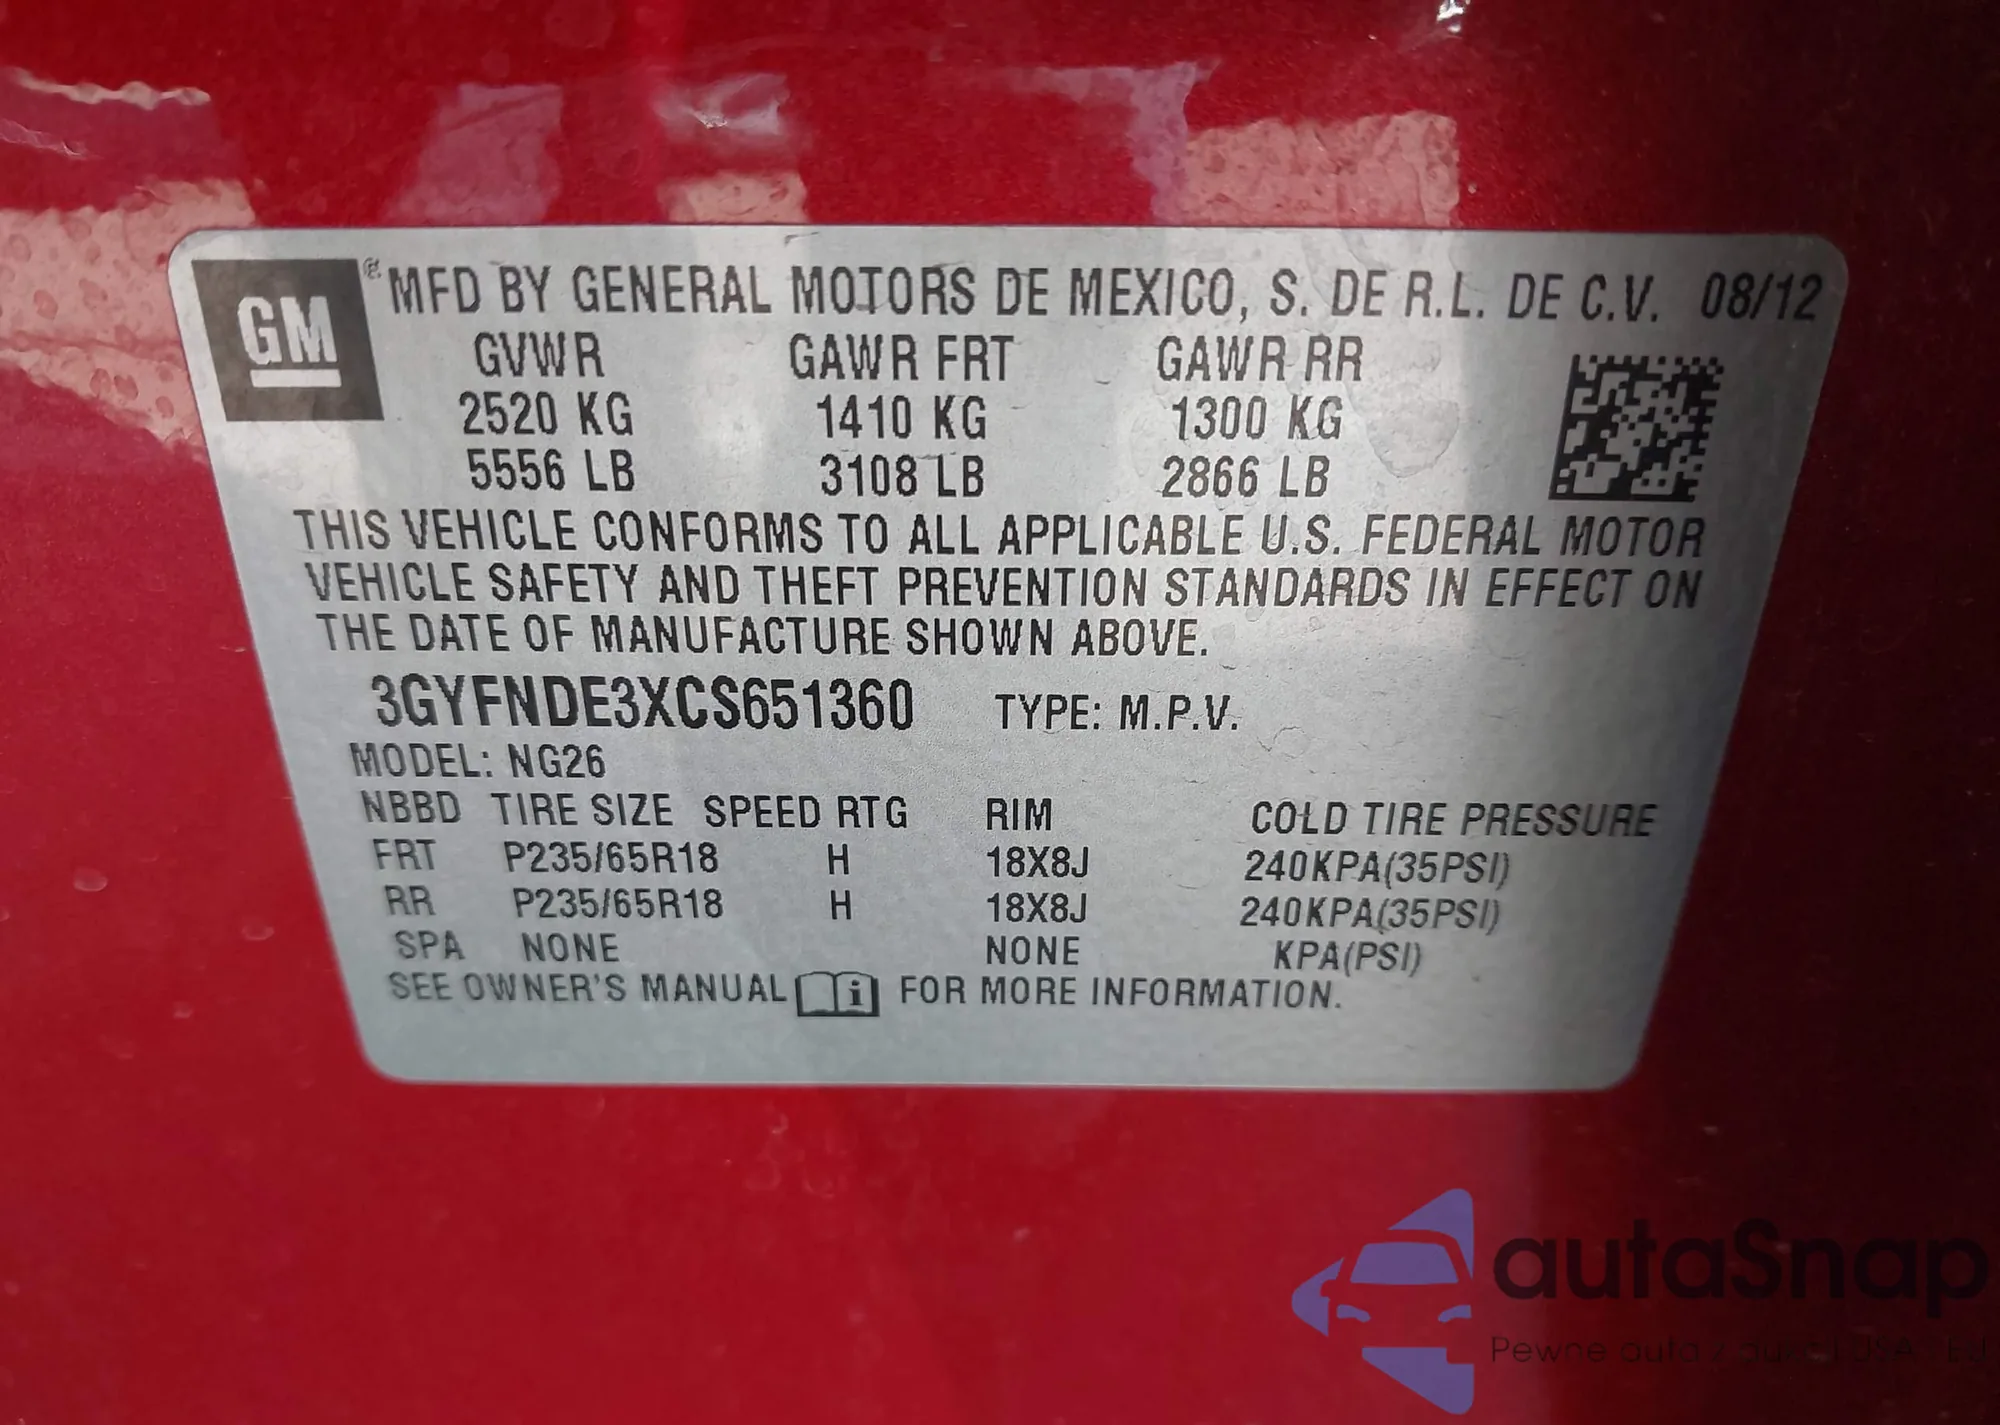 GM ® MFD BY GENERAL MOTORS DE MEXICO, S. DE R.L. DE C.V. 08/12
GVWR GAWR FRT GAWR RR
2520 KG 1410 KG 1300 KG
5556 LB 3108 LB 2866 LB
THIS VEHICLE CONFORMS TO ALL APPLICABLE U.S. FEDERAL MOTOR
VEHICLE SAFETY AND THEFT PREVENTION STANDARDS IN EFFECT ON
THE DATE OF MANUFACTURE SHOWN ABOVE.
3GYFNDE3XCS651360 TYPE: M.P.V.
MODEL: NG26
NBBD TIRE SIZE SPEED RTG RIM COLD TIRE PRESSURE
FRT P235/65R18 H 18X8J 240KPA(35PSI)
RR P235/65R18 H 18X8J 240KPA(35PSI)
SPA NONE NONE KPA(PSI)
SEE OWNER'S MANUAL i FOR MORE INFORMATION.
autaSnap
Pewne auta z